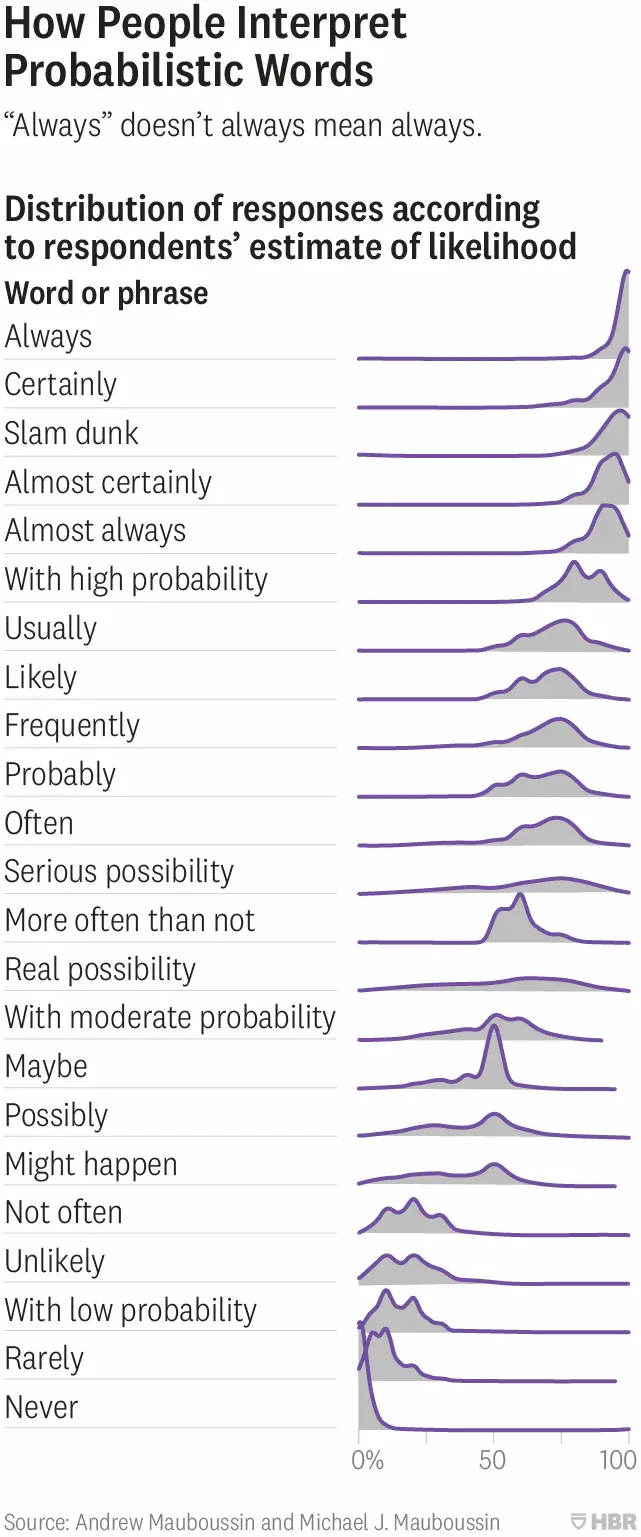 How People Interpret
Probabilistic Words
“Always” doesn’t always mean always.
Distribution of responses according
to respondents’ estimate of likelihood
Word or phrase
Always
Certainly
Slam dunk
Almost certainly
Almost always
With high probability
Usually
Likely
Frequently
Probably
Often
Serious possibility
More often than not
Real possibility
With moderate probability
Maybe
Possibly
Might happen
Not often
Unlikely
With low probability
Rarely
Never
0% 50 100
Source: Andrew Mauboussin and Michael J. Mauboussin HBR